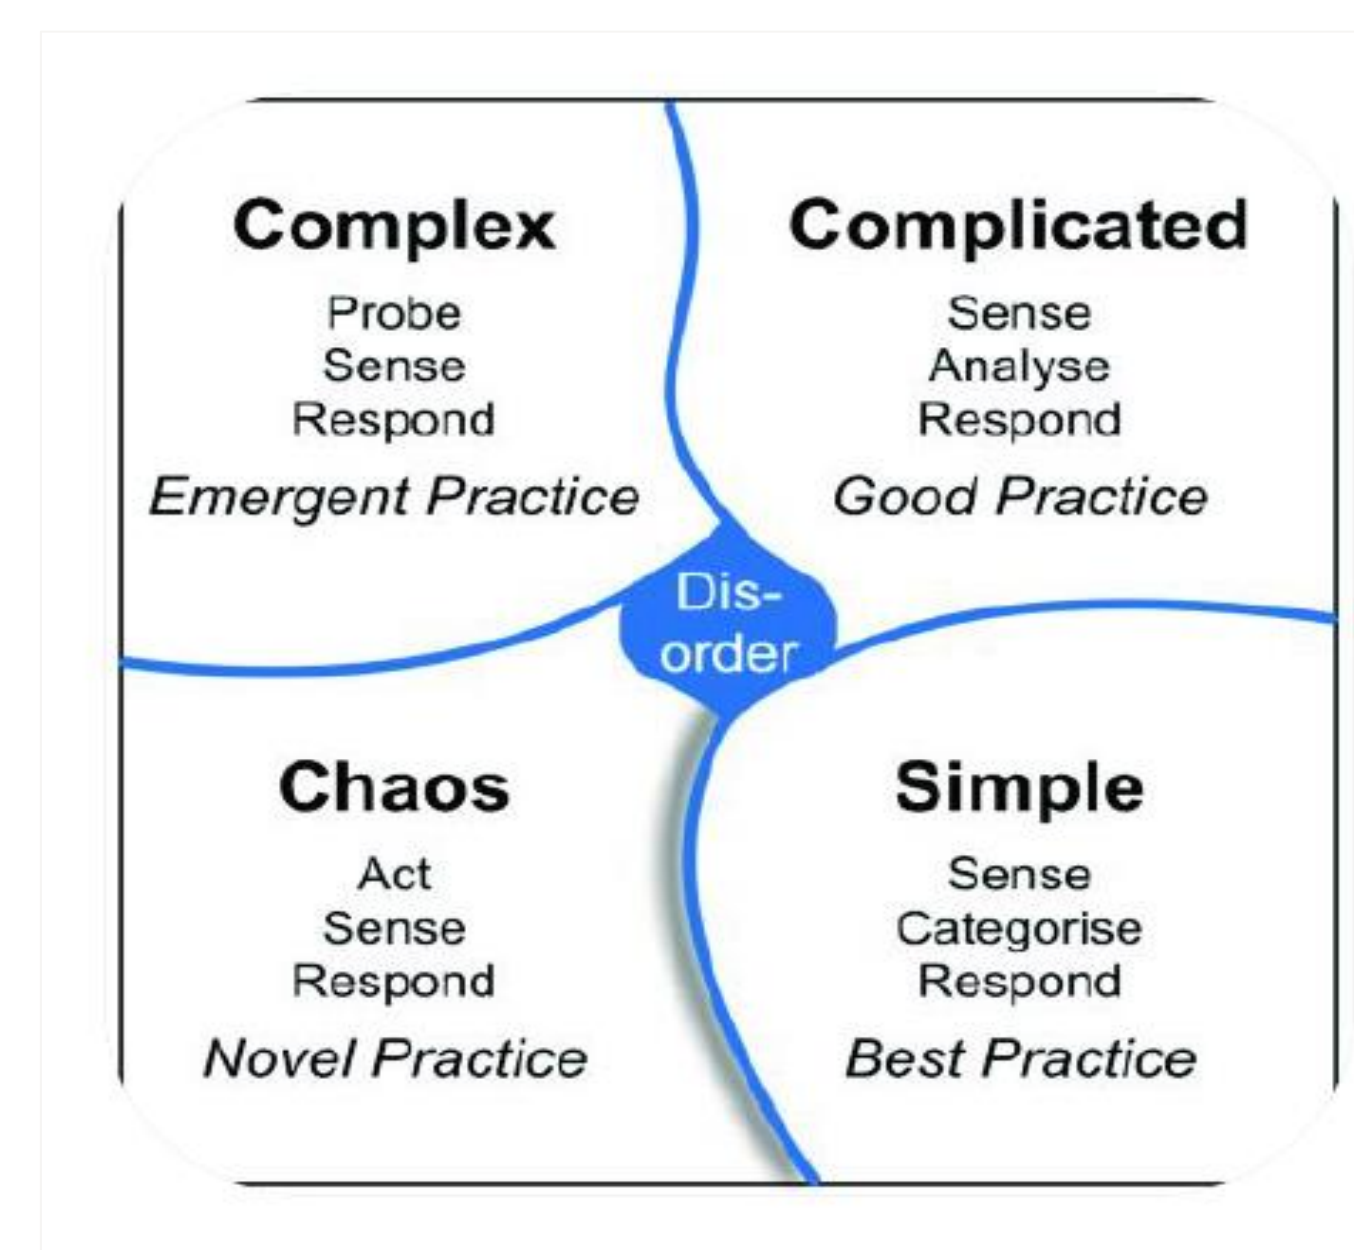 Complex
Probe
Sense
Respond
Emergent Practice
Complicated
Sense
Analyse
Respond
Good Practice
Dis-
order
Chaos
Act
Sense
Respond
Novel Practice
Simple
Sense
Categorise
Respond
Best Practice